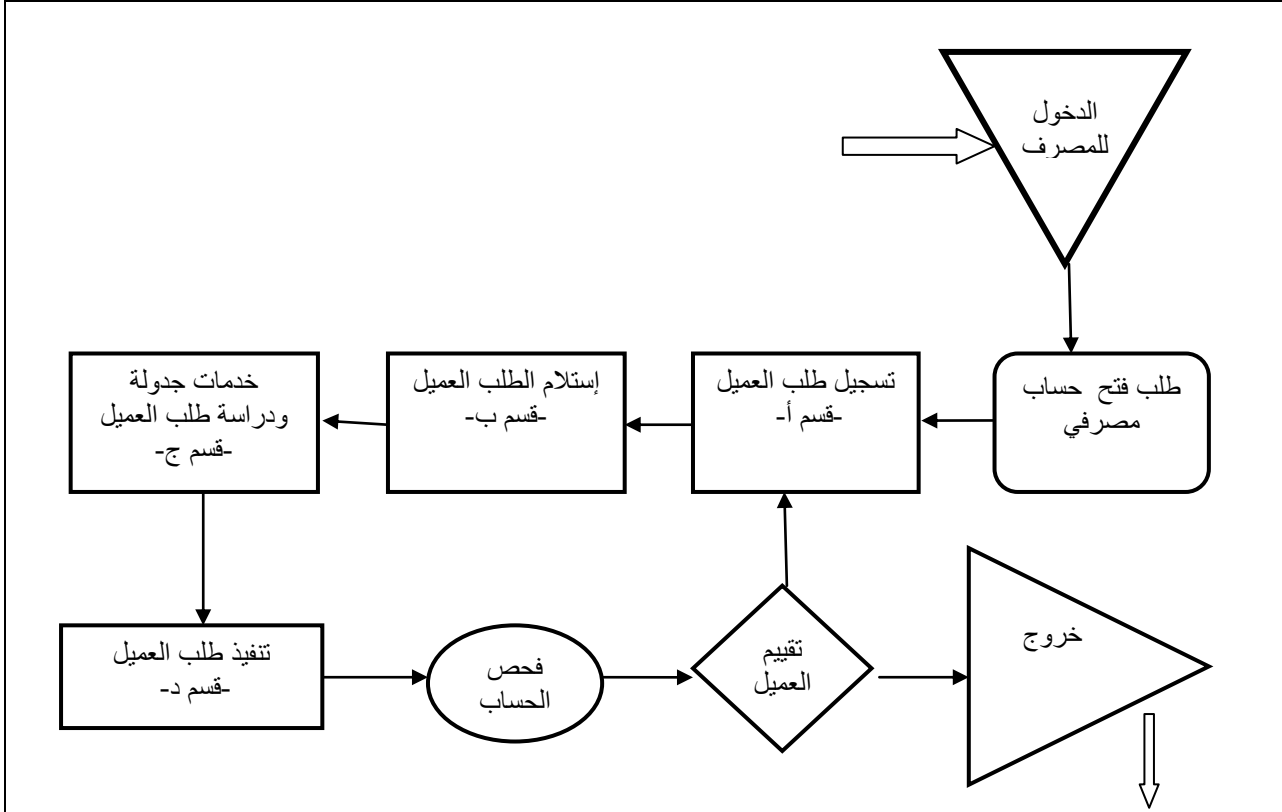 الدخول
للمصرف
طلب فتح حساب
مصرفي
تسجيل طلب العميل
-قسم أ-
إستلام الطلب العميل
-قسم ب-
خدمات جدولة
ودراسة طلب العميل
-قسم ج-
تنفيذ طلب العميل
-قسم د-
فحص
الحساب
تقييم
العميل
خروج